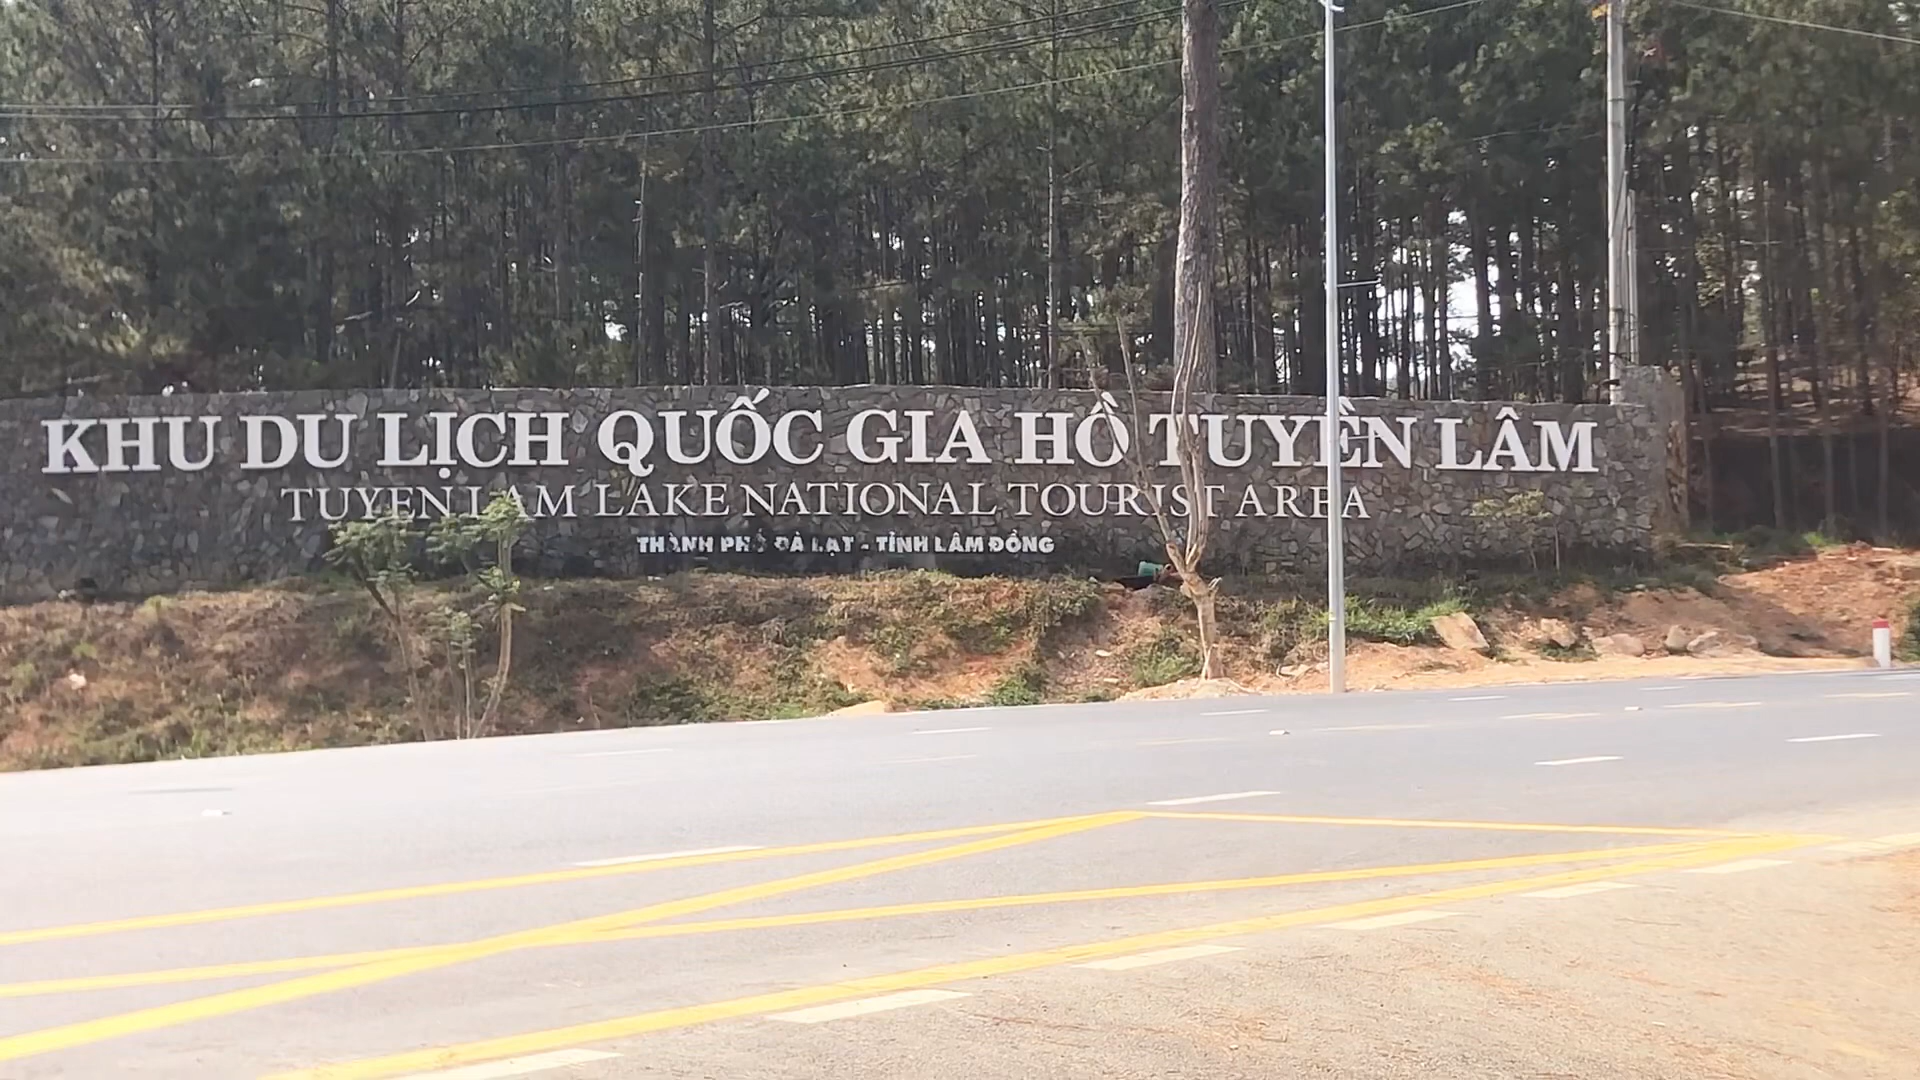 KHU DU LỊCH QUỐC GIA HỒ TUYỀN LÂM
TUYEN LAM LAKE NATIONAL TOURIST AREA
THÀNH PHỐ ĐÀ LẠT - TỈNH LÂM ĐỒNG